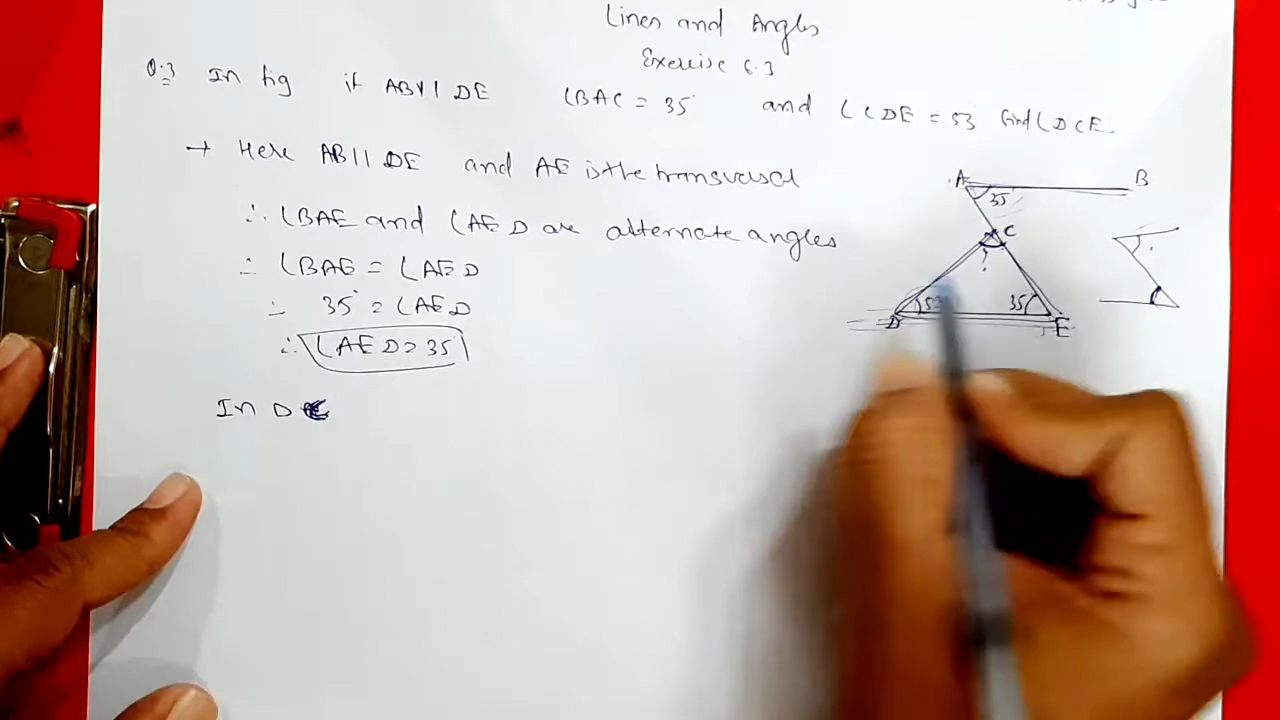 Lines and Angles
Exercise 6.3
Q.3 In fig if AB || DE ∠BAC = 35° and ∠CDE = 53° find ∠DCE.
→ Here AB || DE and AE is the transversal
∴ ∠BAE and ∠AED are alternate angles
∴ ∠BAE = ∠AED
∴ 35° = ∠AED
∴ ∠AED = 35
In D
A B
35
C
?
53 35
D E